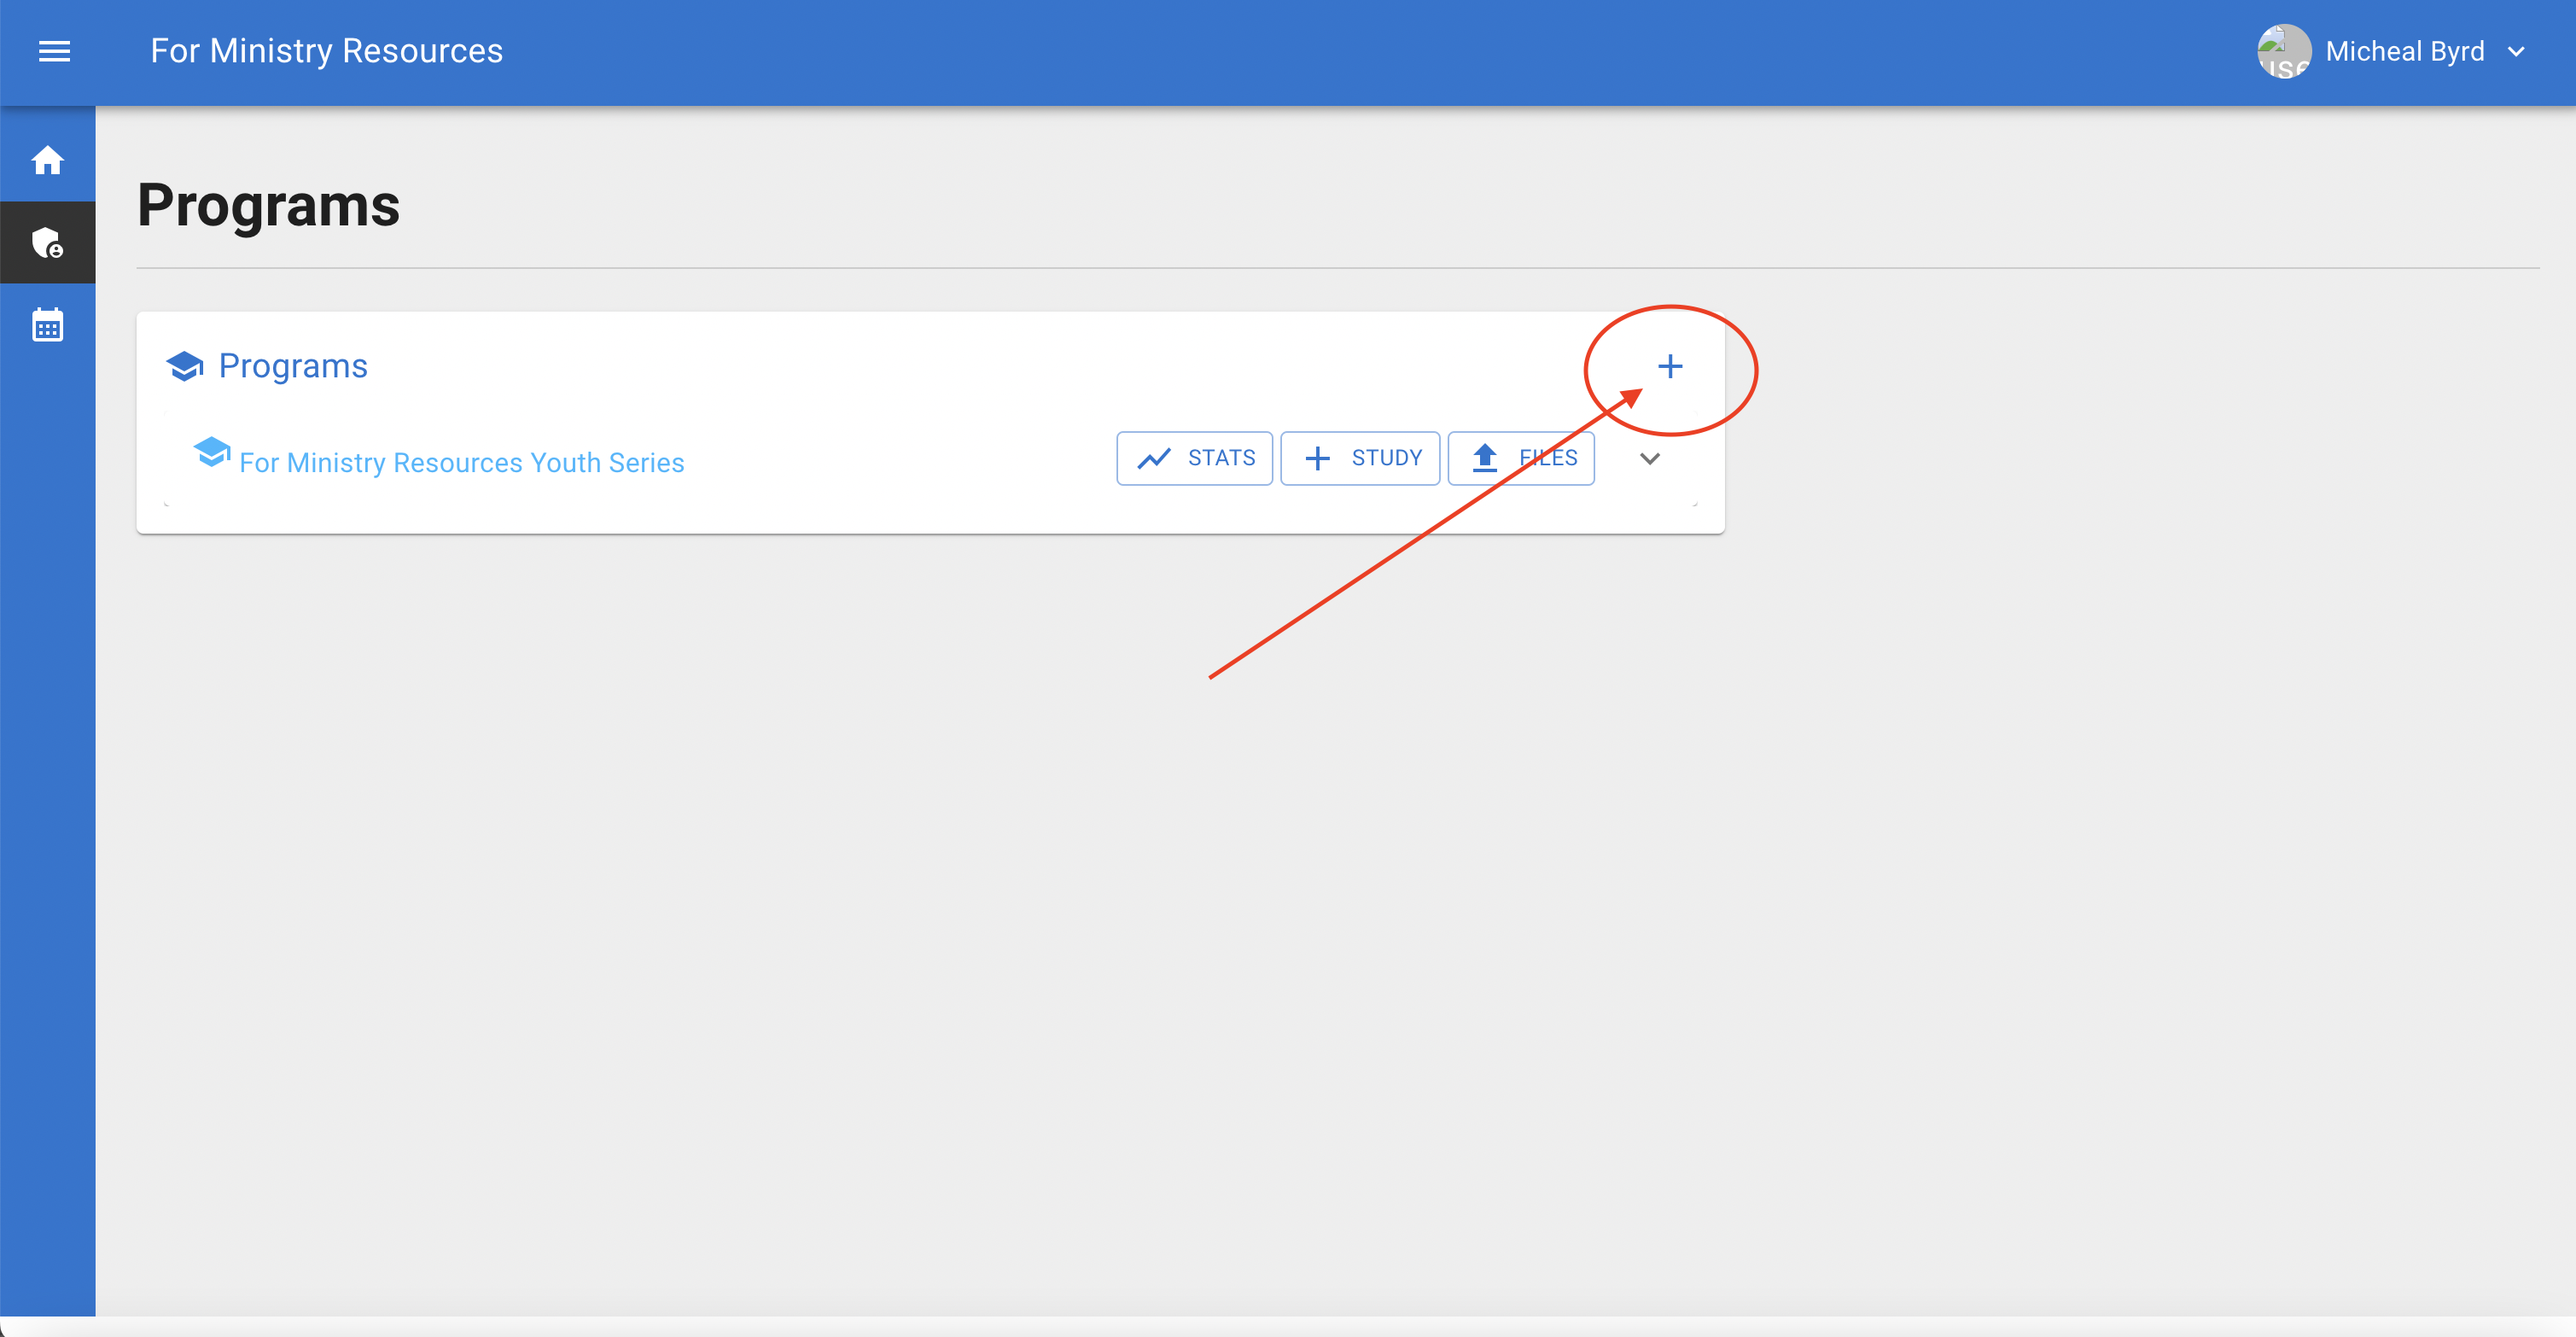 For Ministry Resources
Micheal Byrd
Programs
Programs
For Ministry Resources Youth Series
STATS
STUDY
FILES